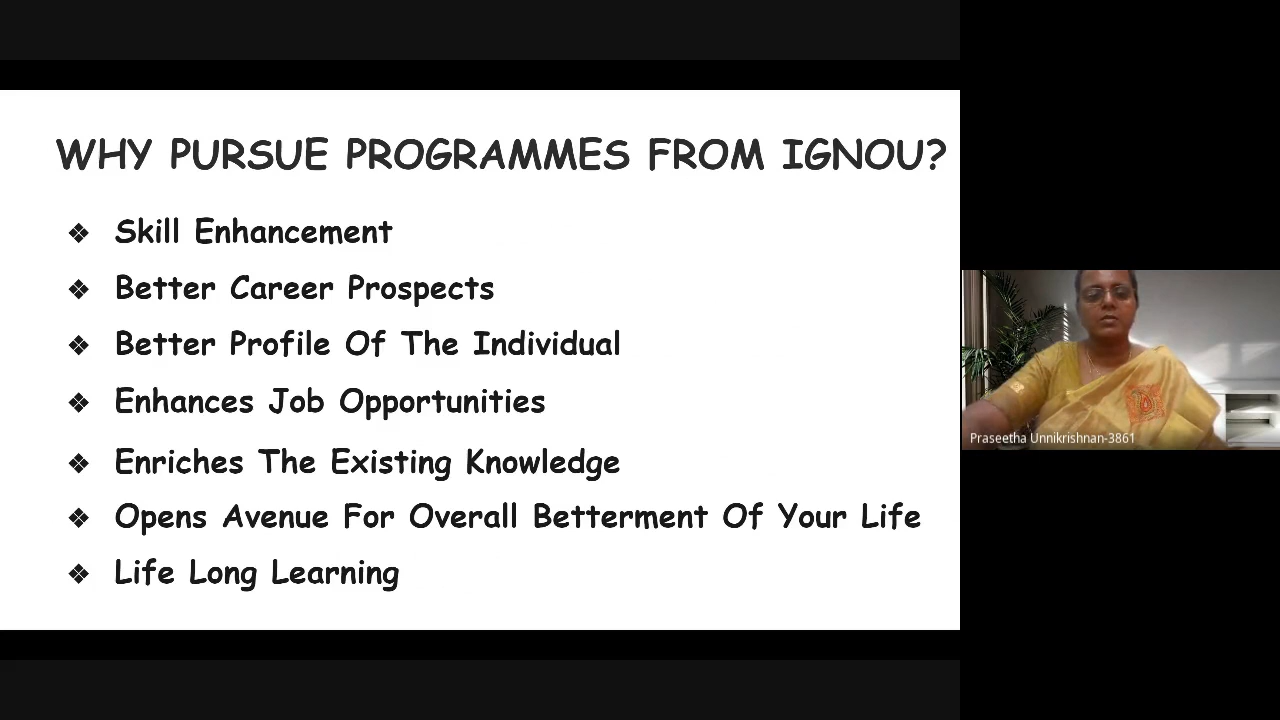 WHY PURSUE PROGRAMMES FROM IGNOU?
❖ Skill Enhancement
❖ Better Career Prospects
❖ Better Profile Of The Individual
❖ Enhances Job Opportunities
❖ Enriches The Existing Knowledge
❖ Opens Avenue For Overall Betterment Of Your Life
❖ Life Long Learning
Praseetha Unnikrishnan-3861